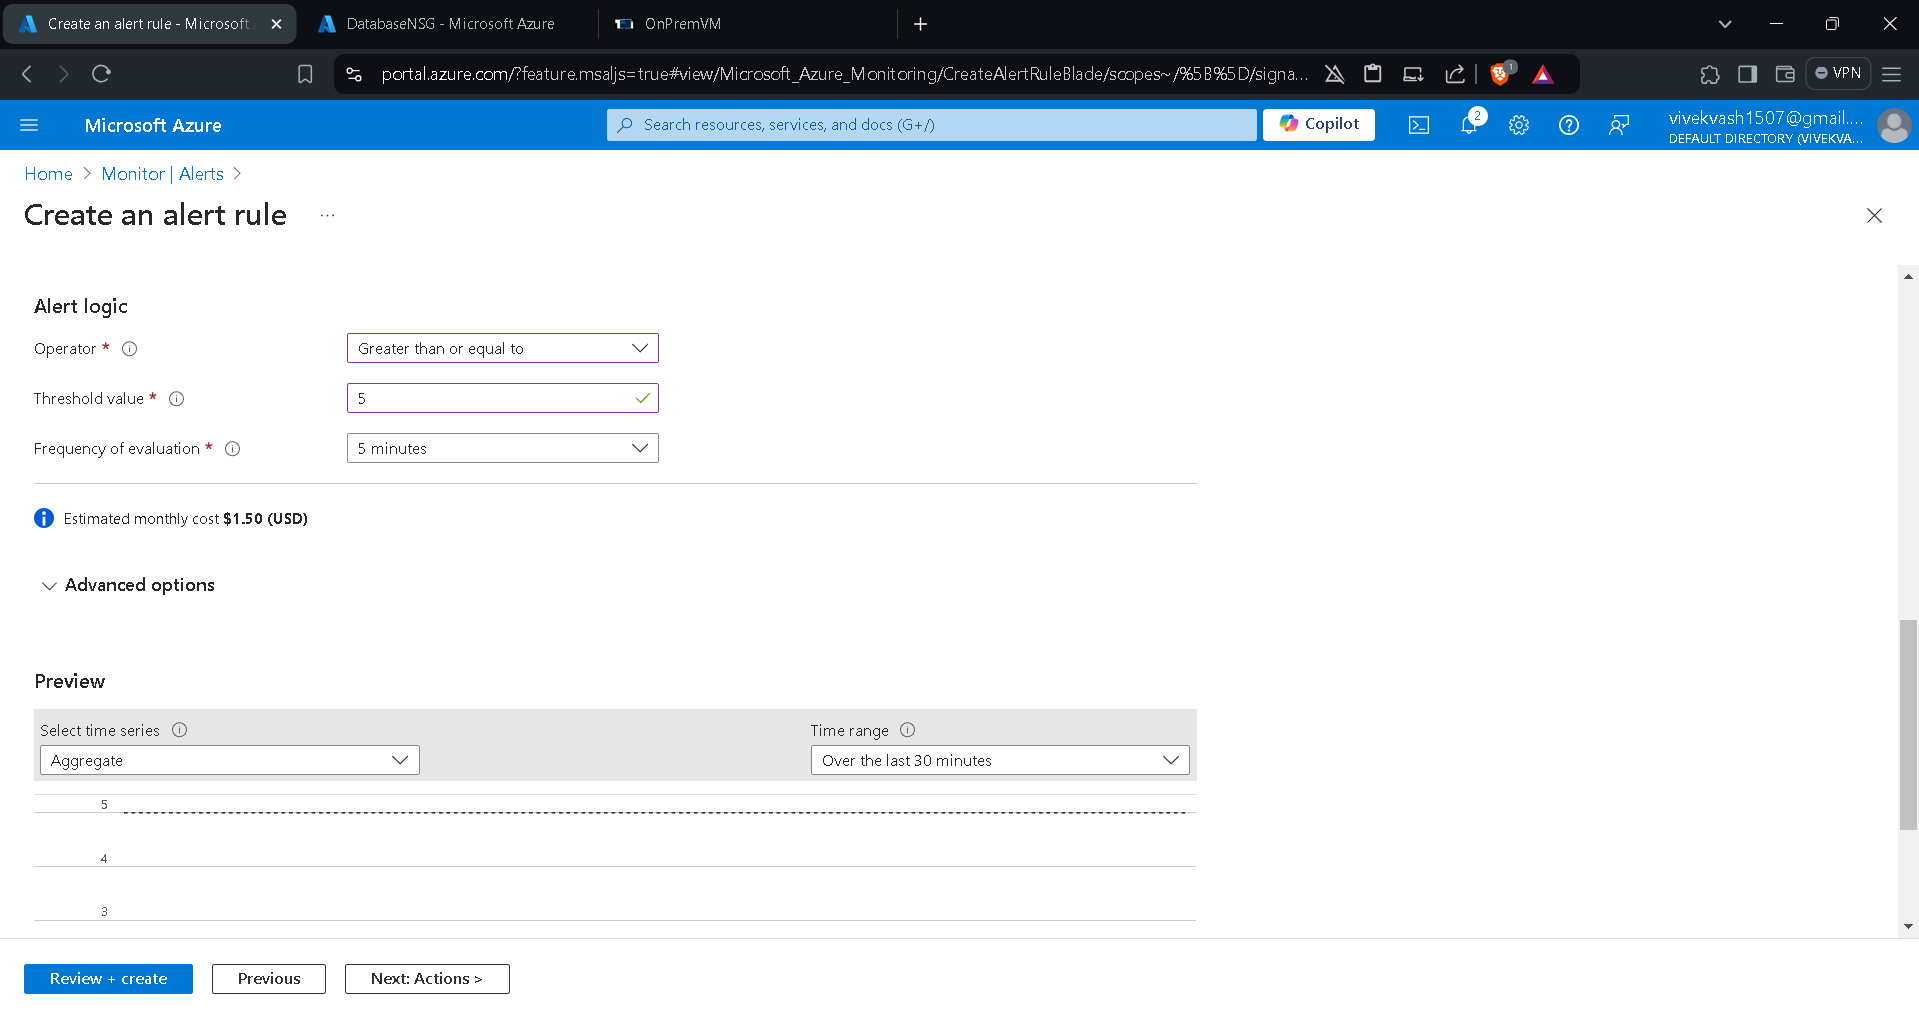 Create an alert rule - Microsoft
DatabaseNSG - Microsoft Azure
OnPremVM
portal.azure.com/?feature.msaljs=true#view/Microsoft_Azure_Monitoring/CreateAlertRuleBlade/scopes~/%5B%5D/signa...
1
VPN
Microsoft Azure
Search resources, services, and docs (G+/)
Copilot
2
vivekvash1507@gmail....
DEFAULT DIRECTORY (VIVEKVA...
Home > Monitor | Alerts >
Create an alert rule ...
Alert logic
Operator *
Greater than or equal to
Threshold value *
5
Frequency of evaluation *
5 minutes
Estimated monthly cost $1.50 (USD)
Advanced options
Preview
Select time series
Time range
Aggregate
Over the last 30 minutes
5
4
3
Review + create
Previous
Next: Actions >